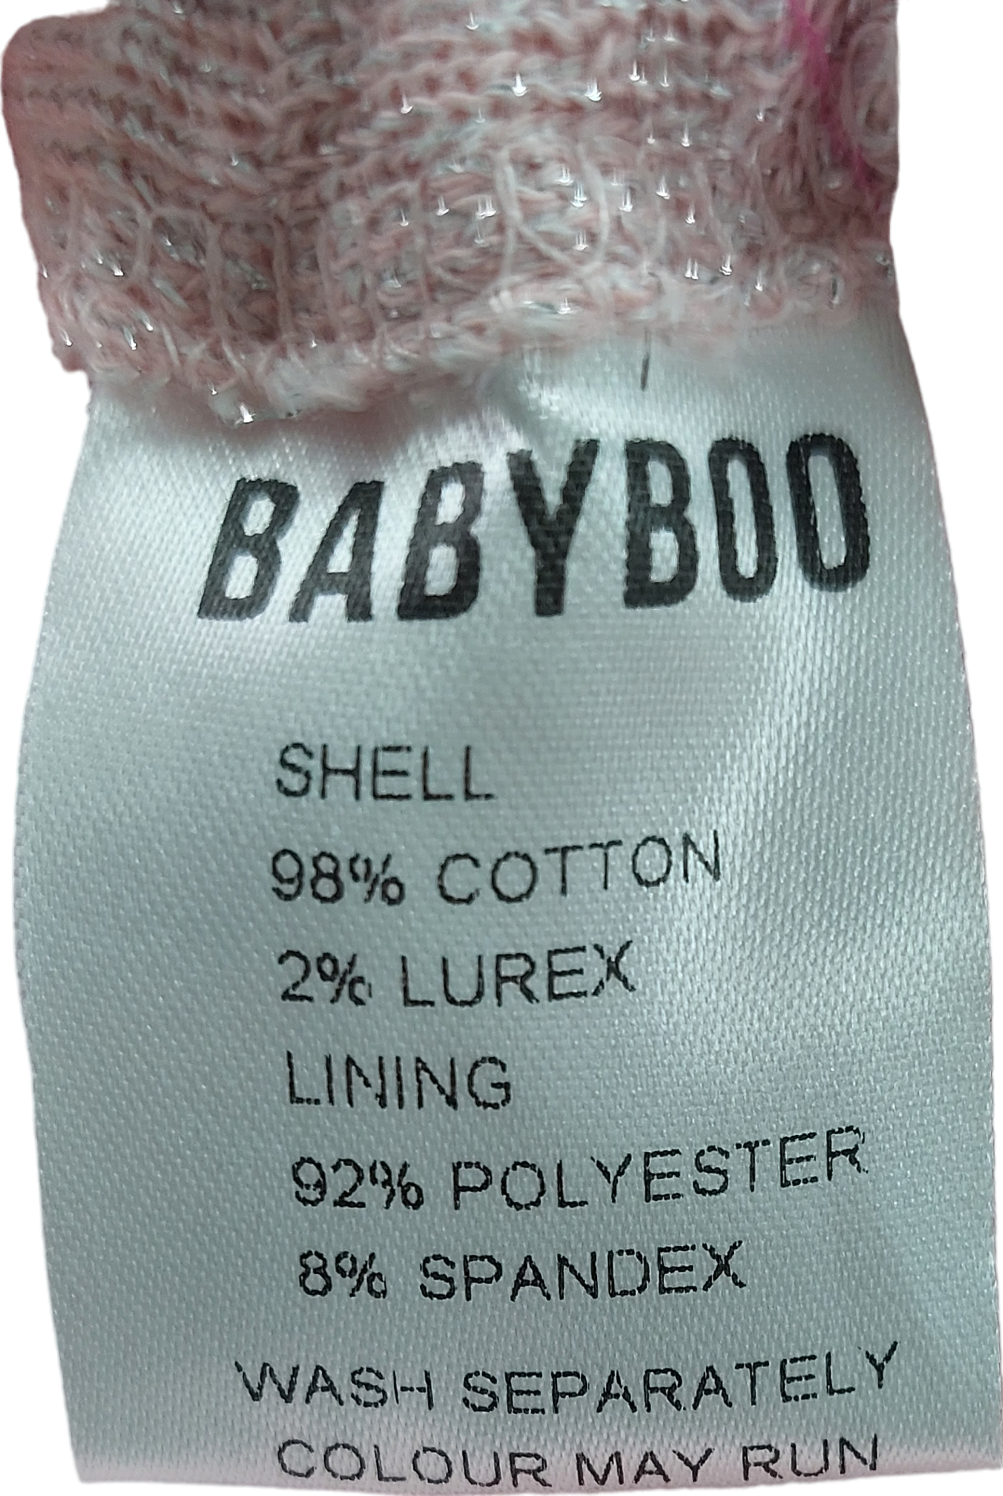 BABYBOO
SHELL
98% COTTON
2% LUREX
LINING
92% POLYESTER
8% SPANDEX
WASH SEPARATELY
COLOUR MAY RUN